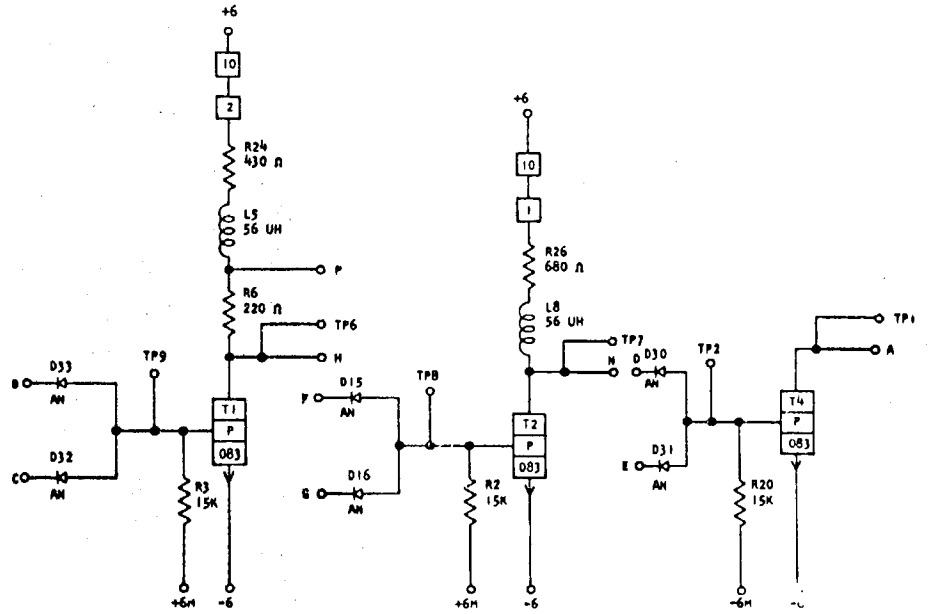 +6
10
2
R24
430 Ω
L5
56 UH
P
R6
220 Ω
TP6
H
TP9
D33
AN
B
D32
AN
C
T1
P
083
R3
15K
+6M
-6
+6
10
1
R26
680 Ω
L8
56 UH
TP7
N
D15
AN
F
TP8
D16
AN
G
T2
P
083
R2
15K
+6M
-6
D
D30
AN
TP2
D31
AN
E
TP1
A
T4
P
083
R20
15K
-6M